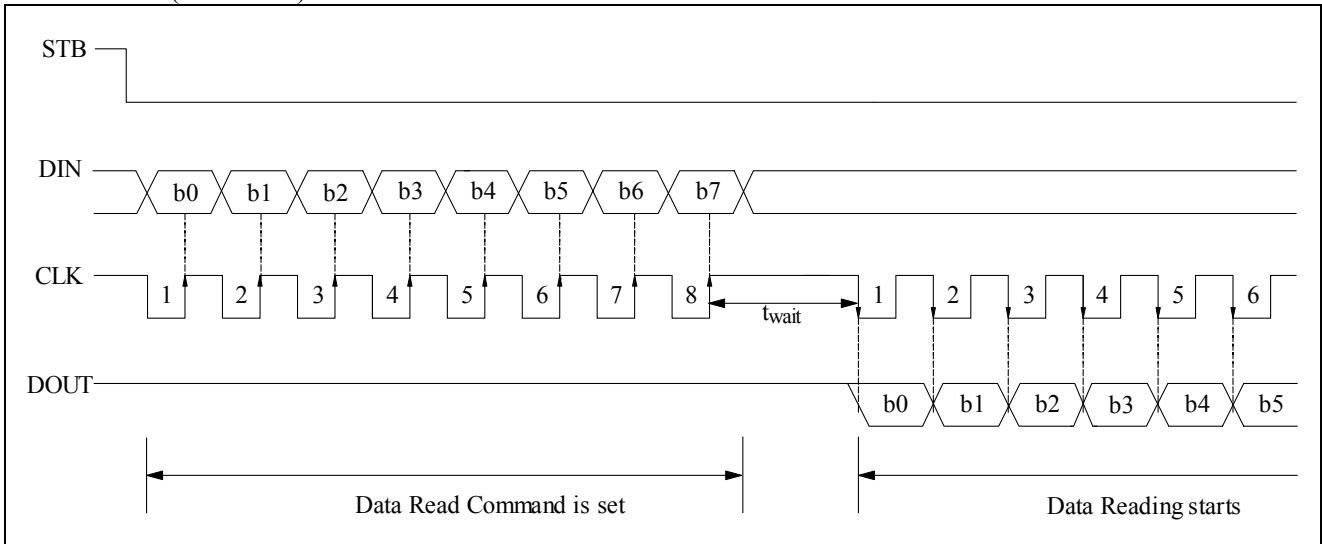 STB
DIN
b0 b1 b2 b3 b4 b5 b6 b7
CLK
1 2 3 4 5 6 7 8 1 2 3 4 5 6
twait
DOUT
b0 b1 b2 b3 b4 b5
Data Read Command is set
Data Reading starts